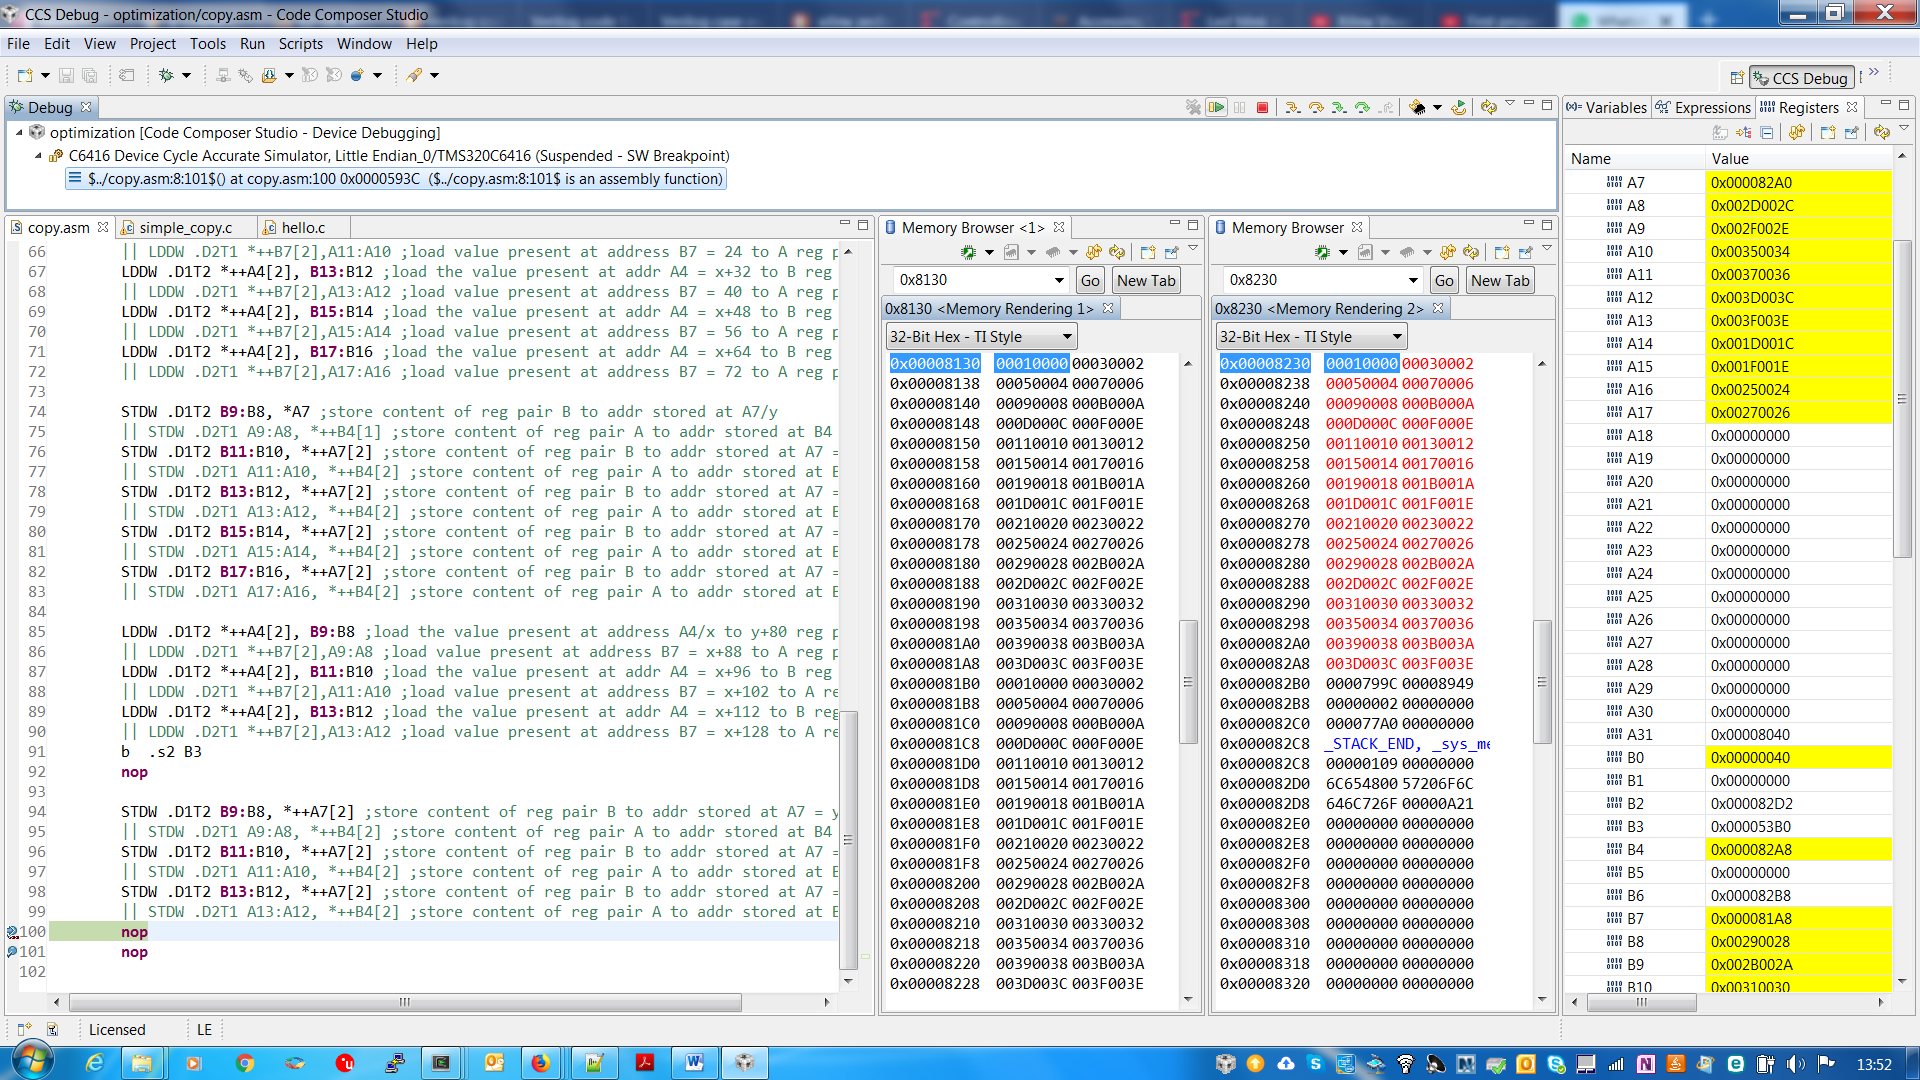 CCS Debug - optimization/copy.asm - Code Composer Studio
File Edit View Project Tools Run Scripts Window Help
CCS Debug
Debug
optimization [Code Composer Studio - Device Debugging]
C6416 Device Cycle Accurate Simulator, Little Endian_0/TMS320C6416 (Suspended - SW Breakpoint)
$../copy.asm:8:101$() at copy.asm:100 0x0000593C ($../copy.asm:8:101$ is an assembly function)
copy.asm simple_copy.c hello.c
66 || LDDW .D2T1 *++B7[2],A11:A10 ;load value present at address B7 = 24 to A reg p
67 LDDW .D1T2 *++A4[2], B13:B12 ;load the value present at addr A4 = x+32 to B reg
68 || LDDW .D2T1 *++B7[2],A13:A12 ;load value present at address B7 = 40 to A reg p
69 LDDW .D1T2 *++A4[2], B15:B14 ;load the value present at addr A4 = x+48 to B reg
70 || LDDW .D2T1 *++B7[2],A15:A14 ;load value present at address B7 = 56 to A reg p
71 LDDW .D1T2 *++A4[2], B17:B16 ;load the value present at addr A4 = x+64 to B reg
72 || LDDW .D2T1 *++B7[2],A17:A16 ;load value present at address B7 = 72 to A reg p
73
74 STDW .D1T2 B9:B8, *A7 ;store content of reg pair B to addr stored at A7/y
75 || STDW .D2T1 A9:A8, *++B4[1] ;store content of reg pair A to addr stored at B4
76 STDW .D1T2 B11:B10, *++A7[2] ;store content of reg pair B to addr stored at A7 =
77 || STDW .D2T1 A11:A10, *++B4[2] ;store content of reg pair A to addr stored at B
78 STDW .D1T2 B13:B12, *++A7[2] ;store content of reg pair B to addr stored at A7 =
79 || STDW .D2T1 A13:A12, *++B4[2] ;store content of reg pair A to addr stored at B
80 STDW .D1T2 B15:B14, *++A7[2] ;store content of reg pair B to addr stored at A7 =
81 || STDW .D2T1 A15:A14, *++B4[2] ;store content of reg pair A to addr stored at B
82 STDW .D1T2 B17:B16, *++A7[2] ;store content of reg pair B to addr stored at A7 =
83 || STDW .D2T1 A17:A16, *++B4[2] ;store content of reg pair A to addr stored at B
84
85 LDDW .D1T2 *++A4[2], B9:B8 ;load the value present at address A4/x to y+80 reg p
86 || LDDW .D2T1 *++B7[2],A9:A8 ;load value present at address B7 = x+88 to A reg p
87 LDDW .D1T2 *++A4[2], B11:B10 ;load the value present at addr A4 = x+96 to B reg
88 || LDDW .D2T1 *++B7[2],A11:A10 ;load value present at address B7 = x+102 to A re
89 LDDW .D1T2 *++A4[2], B13:B12 ;load the value present at addr A4 = x+112 to B reg
90 || LDDW .D2T1 *++B7[2],A13:A12 ;load value present at address B7 = x+128 to A re
91 b .s2 B3
92 nop
93
94 STDW .D1T2 B9:B8, *++A7[2] ;store content of reg pair B to addr stored at A7 = y
95 || STDW .D2T1 A9:A8, *++B4[2] ;store content of reg pair A to addr stored at B4
96 STDW .D1T2 B11:B10, *++A7[2] ;store content of reg pair B to addr stored at A7 =
97 || STDW .D2T1 A11:A10, *++B4[2] ;store content of reg pair A to addr stored at B
98 STDW .D1T2 B13:B12, *++A7[2] ;store content of reg pair B to addr stored at A7 =
99 || STDW .D2T1 A13:A12, *++B4[2] ;store content of reg pair A to addr stored at B
100 nop
101 nop
102
Memory Browser <1>
0x8130 Go New Tab
0x8130 <Memory Rendering 1>
32-Bit Hex - TI Style
0x00008130 00010000 00030002
0x00008138 00050004 00070006
0x00008140 00090008 000B000A
0x00008148 000D000C 000F000E
0x00008150 00110010 00130012
0x00008158 00150014 00170016
0x00008160 00190018 001B001A
0x00008168 001D001C 001F001E
0x00008170 00210020 00230022
0x00008178 00250024 00270026
0x00008180 00290028 002B002A
0x00008188 002D002C 002F002E
0x00008190 00310030 00330032
0x00008198 00350034 00370036
0x000081A0 00390038 003B003A
0x000081A8 003D003C 003F003E
0x000081B0 00010000 00030002
0x000081B8 00050004 00070006
0x000081C0 00090008 000B000A
0x000081C8 000D000C 000F000E
0x000081D0 00110010 00130012
0x000081D8 00150014 00170016
0x000081E0 00190018 001B001A
0x000081E8 001D001C 001F001E
0x000081F0 00210020 00230022
0x000081F8 00250024 00270026
0x00008200 00290028 002B002A
0x00008208 002D002C 002F002E
0x00008210 00310030 00330032
0x00008218 00350034 00370036
0x00008220 00390038 003B003A
0x00008228 003D003C 003F003E
Memory Browser
0x8230 Go New Tab
0x8230 <Memory Rendering 2>
32-Bit Hex - TI Style
0x00008230 00010000 00030002
0x00008238 00050004 00070006
0x00008240 00090008 000B000A
0x00008248 000D000C 000F000E
0x00008250 00110010 00130012
0x00008258 00150014 00170016
0x00008260 00190018 001B001A
0x00008268 001D001C 001F001E
0x00008270 00210020 00230022
0x00008278 00250024 00270026
0x00008280 00290028 002B002A
0x00008288 002D002C 002F002E
0x00008290 00310030 00330032
0x00008298 00350034 00370036
0x000082A0 00390038 003B003A
0x000082A8 003D003C 003F003E
0x000082B0 0000799C 00008949
0x000082B8 00000002 00000000
0x000082C0 000077A0 00000000
0x000082C8 _STACK_END, _sys_me
0x000082C8 00000109 00000000
0x000082D0 6C654800 57206F6C
0x000082D8 646C726F 00000A21
0x000082E0 00000000 00000000
0x000082E8 00000000 00000000
0x000082F0 00000000 00000000
0x000082F8 00000000 00000000
0x00008300 00000000 00000000
0x00008308 00000000 00000000
0x00008310 00000000 00000000
0x00008318 00000000 00000000
0x00008320 00000000 00000000
Variables Expressions Registers
Name Value
A7 0x000082A0
A8 0x002D002C
A9 0x002F002E
A10 0x00350034
A11 0x00370036
A12 0x003D003C
A13 0x003F003E
A14 0x001D001C
A15 0x001F001E
A16 0x00250024
A17 0x00270026
A18 0x00000000
A19 0x00000000
A20 0x00000000
A21 0x00000000
A22 0x00000000
A23 0x00000000
A24 0x00000000
A25 0x00000000
A26 0x00000000
A27 0x00000000
A28 0x00000000
A29 0x00000000
A30 0x00000000
A31 0x00008040
B0 0x00000040
B1 0x00000000
B2 0x000082D2
B3 0x000053B0
B4 0x000082A8
B5 0x00000000
B6 0x000082B8
B7 0x000081A8
B8 0x00290028
B9 0x002B002A
B10 0x00310030
Licensed LE
13:52